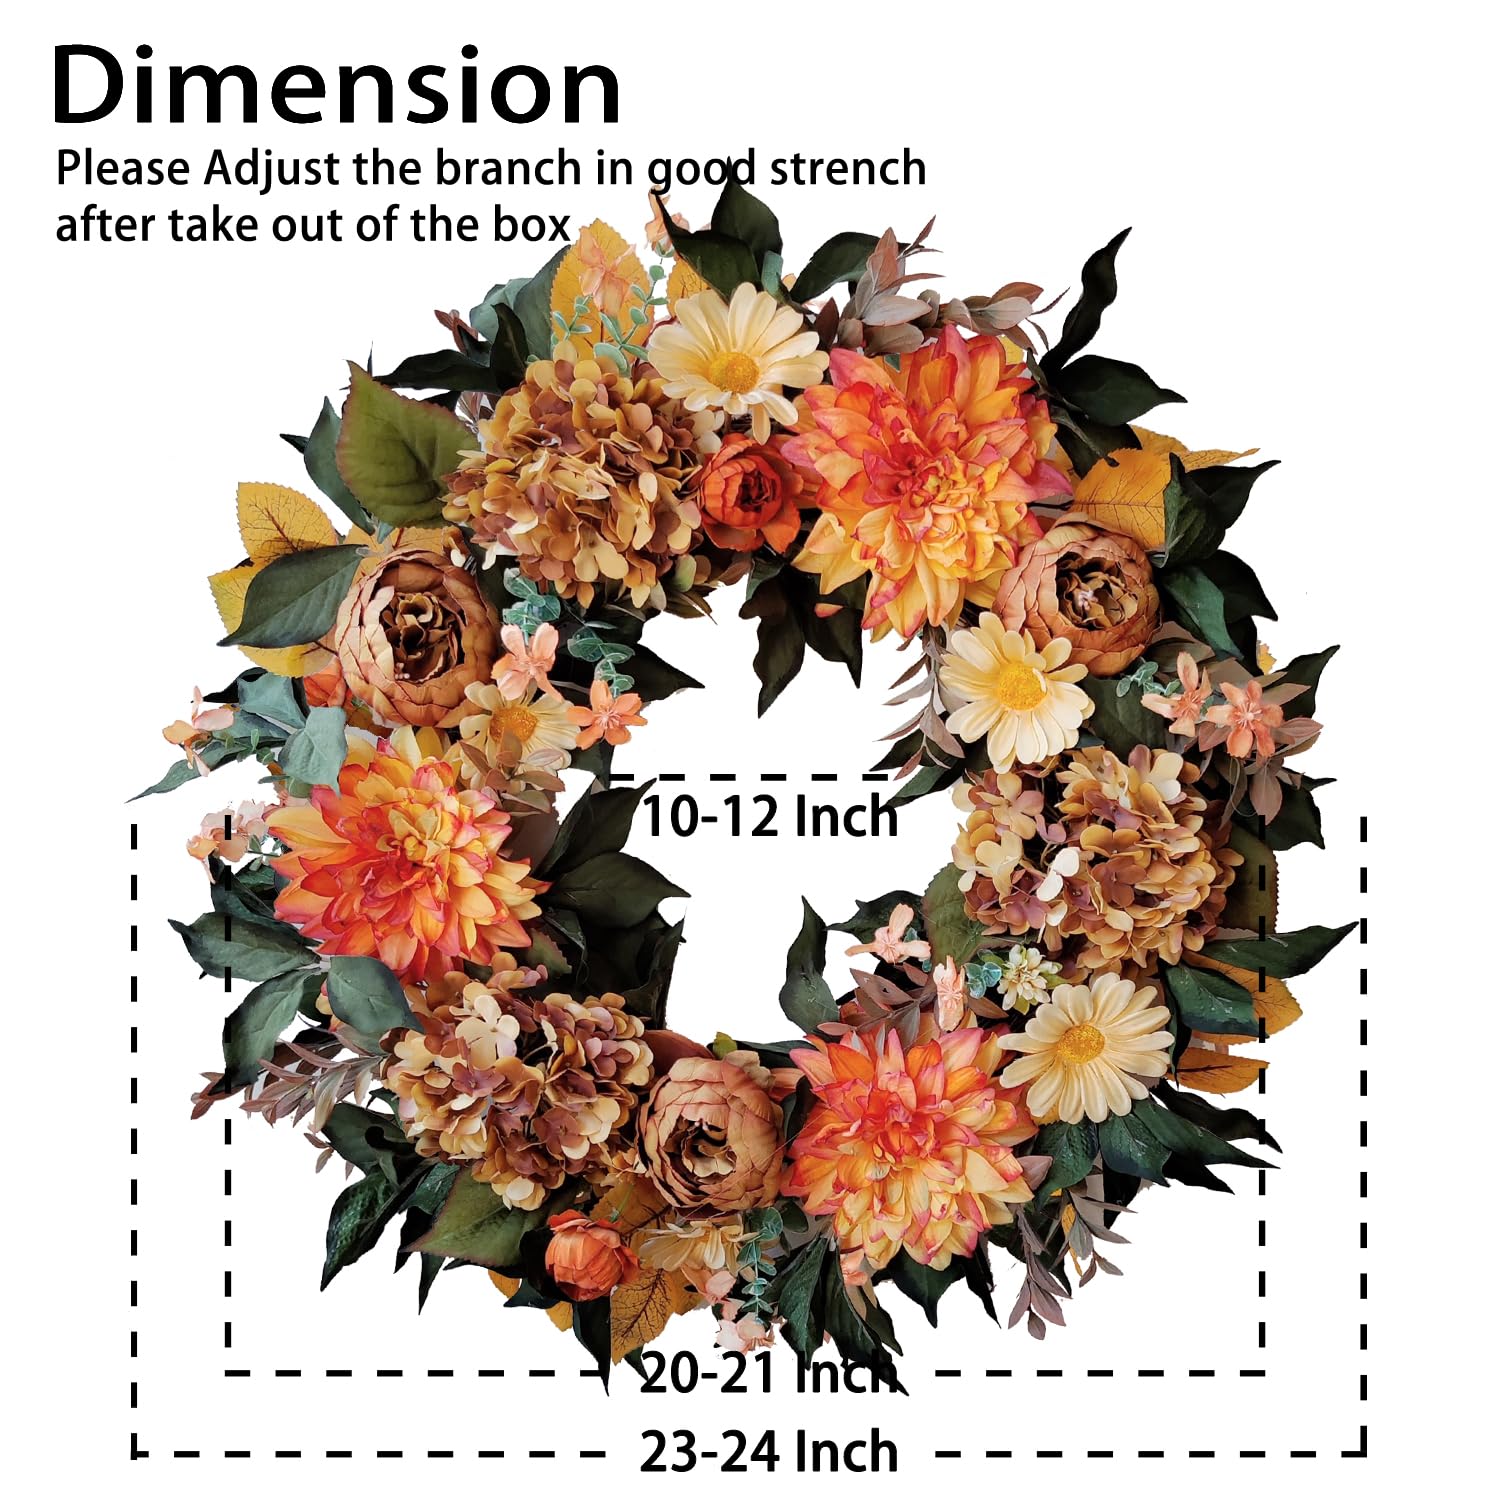 Dimension
Please Adjust the branch in good strench
after take out of the box
10-12 Inch
20-21 Inch
23-24 Inch